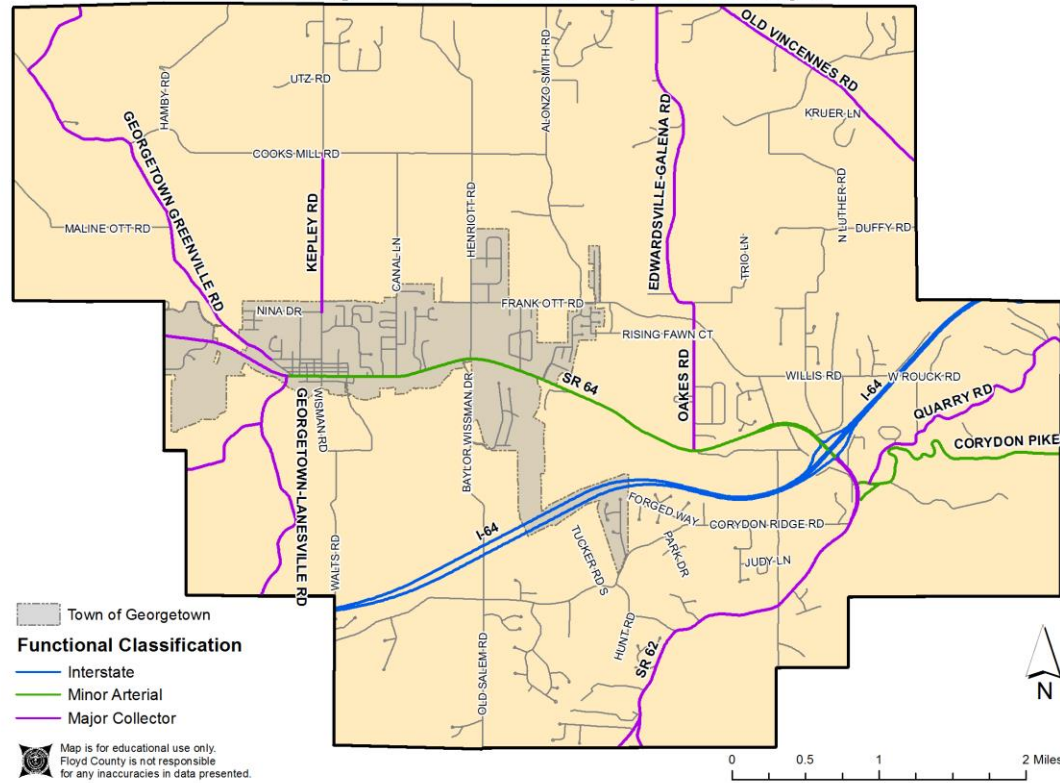 OLD VINCENNES RD
UTZ RD
HAMBY RD
ALONZO SMITH RD
KRUER LN
GEORGETOWN GREENVILLE RD
EDWARDSVILLE-GALENA RD
COOKS MILL RD
KEPLEY RD
HENRIOTT RD
N LUTHER RD
MALINE OTT RD
DUFFY RD
CANAL LN
TRIO LN
NINA DR
FRANK OTT RD
RISING FAWN CT
OAKES RD
SR 64
WILLIS RD
W ROUCK RD
I-64
QUARRY RD
GEORGETOWN-LANESVILLE RD
WISMAN RD
BAYLOR WISSMAN DR
CORYDON PIKE
FORGED WAY
CORYDON RIDGE RD
I-64
WALTS RD
TUCKER RD S
PARK DR
JUDY LN
HUNT RD
OLD SALEM RD
SR 62
Town of Georgetown
Functional Classification
Interstate
Minor Arterial
Major Collector
Map is for educational use only.
Floyd County is not responsible
for any inaccuracies in data presented.
N
0 0.5 1 2 Miles